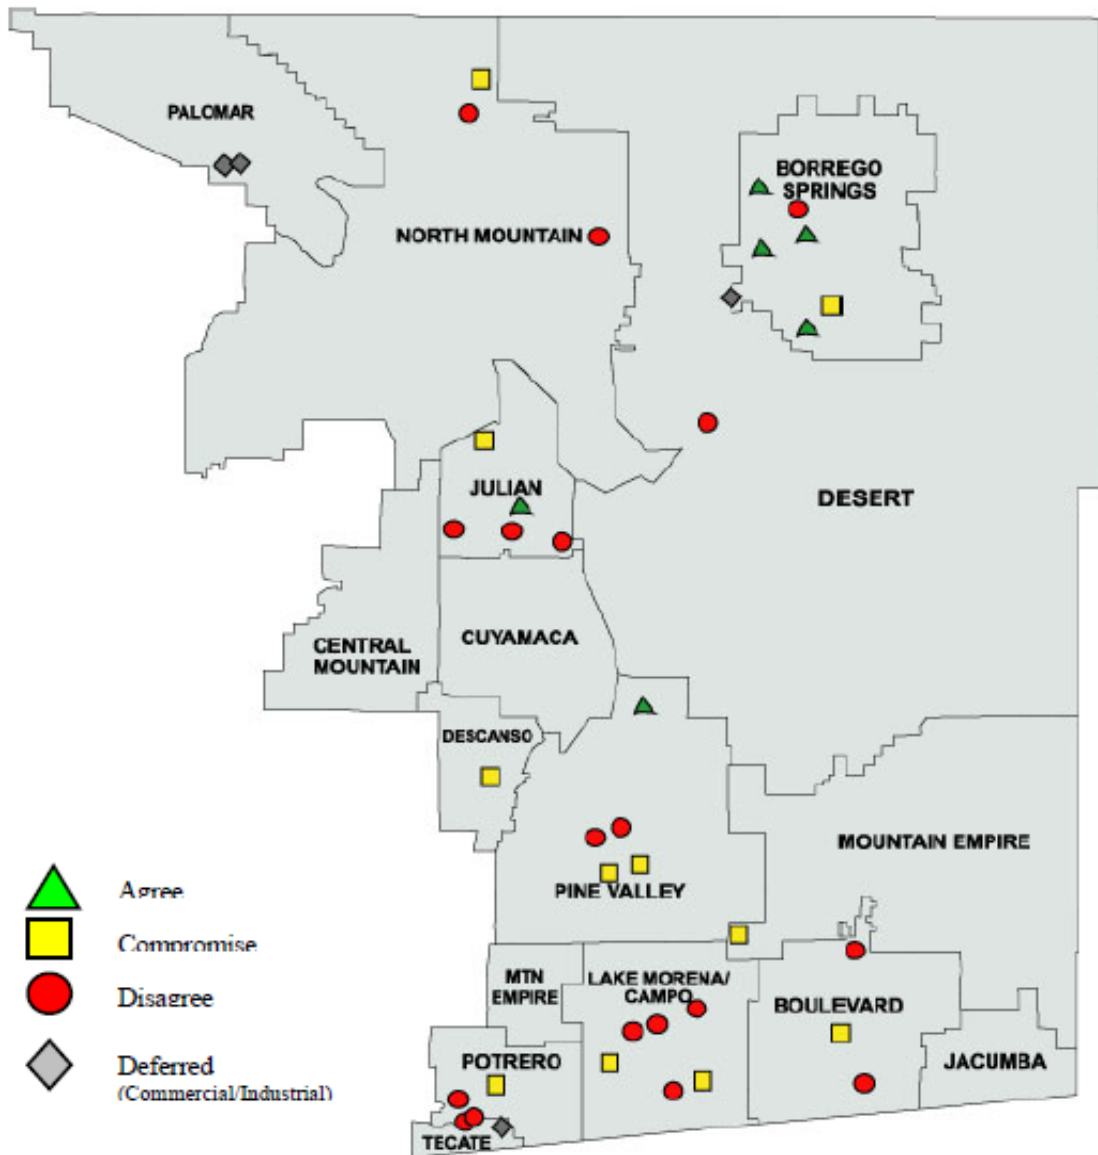 PALOMAR
BORREGO
SPRINGS
NORTH MOUNTAIN
JULIAN
DESERT
CENTRAL
MOUNTAIN
CUYAMACA
DESCANSO
MOUNTAIN EMPIRE
PINE VALLEY
MTN
EMPIRE
LAKE MORENA/
CAMPO
BOULEVARD
POTRERO
JACUMBA
TECATE
Agree
Compromise
Disagree
Deferred
(Commercial/Industrial)